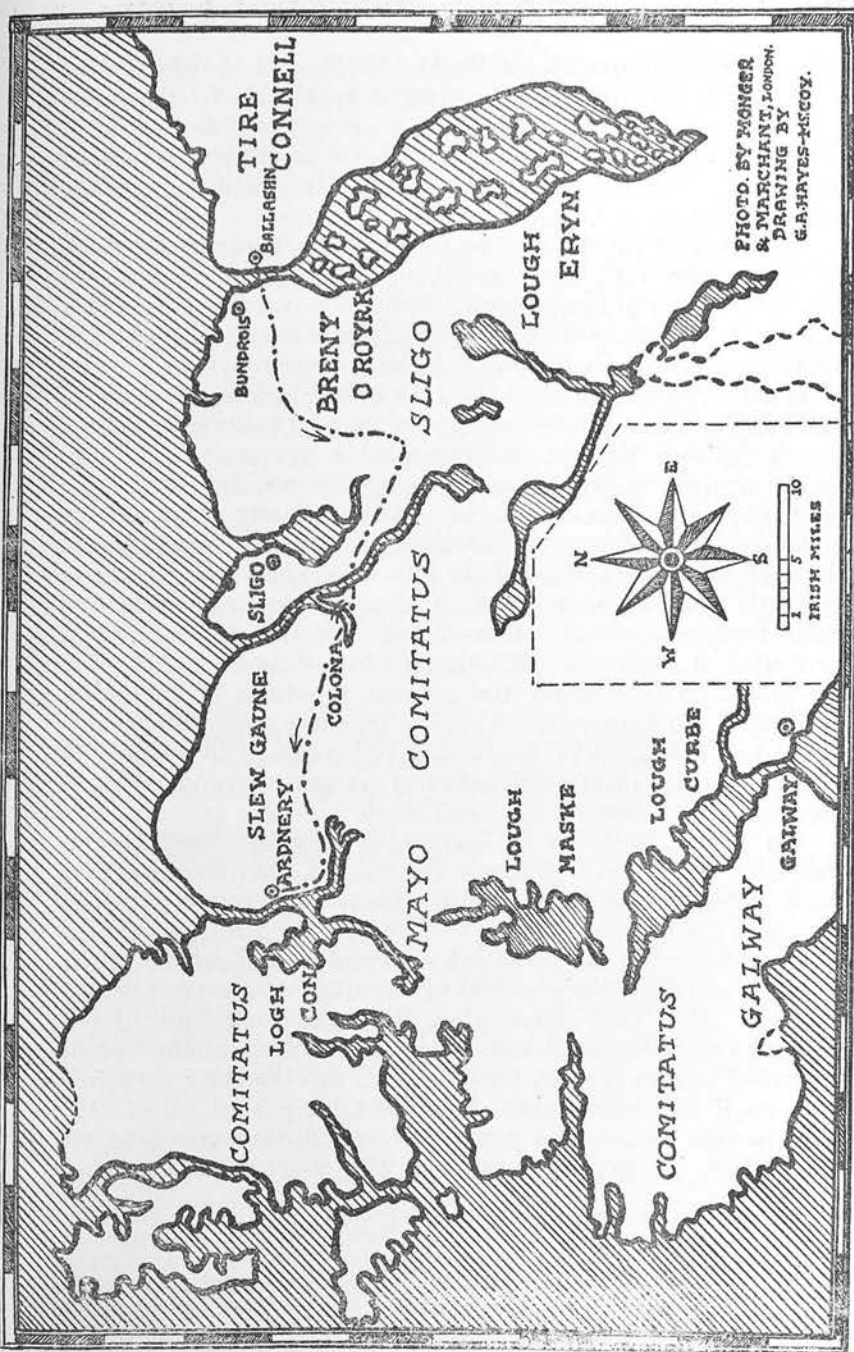 TIRE
CONNELL
BALLASHN
BUNDROIS
BRENY
O ROYRK
LOUGH
ERYN
SLIGO
SLIGO
COLONA
COMITATUS
SLEW GAUNE
ARDNERY
MAYO
LOGH
CON
COMITATUS
LOUGH
MASKE
LOUGH
CURBE
GALWAY
GALWAY
COMITATUS
N
E
S
W
1 5 10
IRISH MILES
PHOTO. BY MONGER
& MARCHANT, LONDON.
DRAWING BY
G.A.HAYES-McCOY.